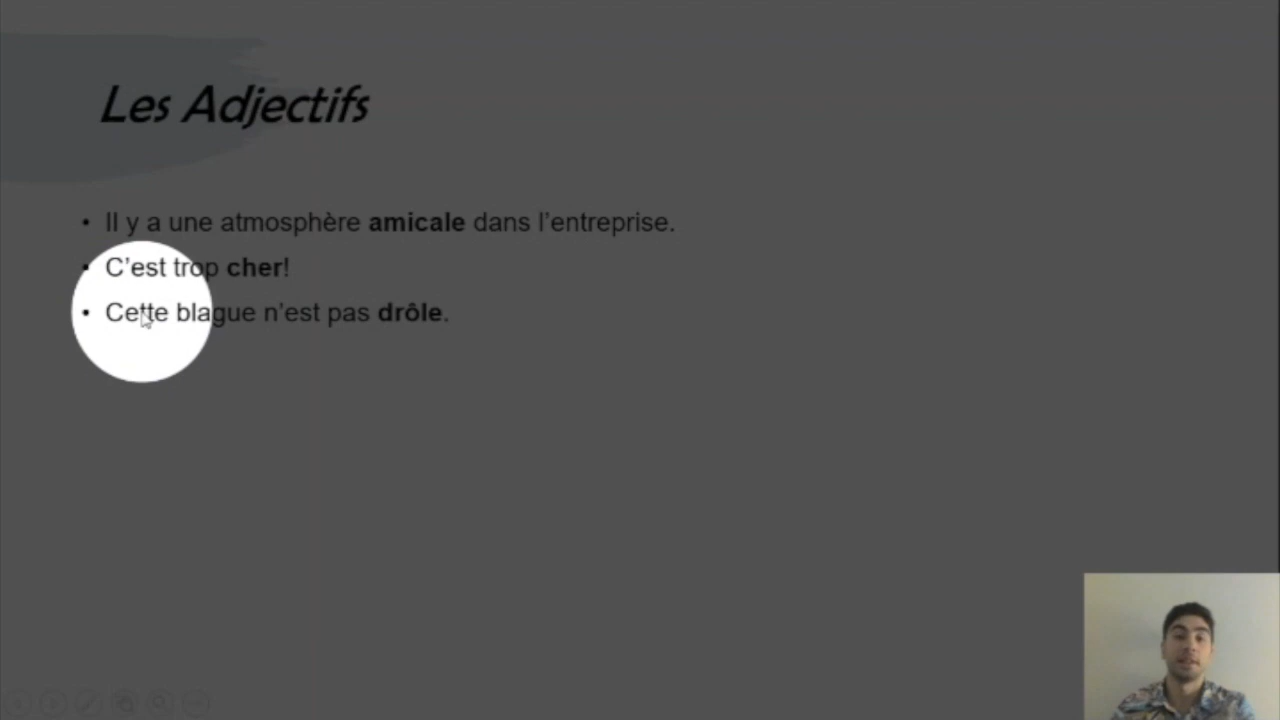 Les Adjectifs
• Il y a une atmosphère amicale dans l’entreprise.
• C’est trop cher!
• Cette blague n’est pas drôle.